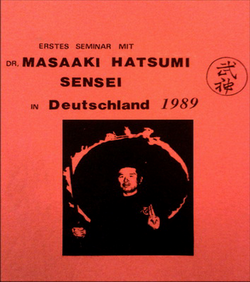 ERSTES SEMINAR MIT
DR. MASAAKI HATSUMI
SENSEI
IN Deutschland 1989
武神